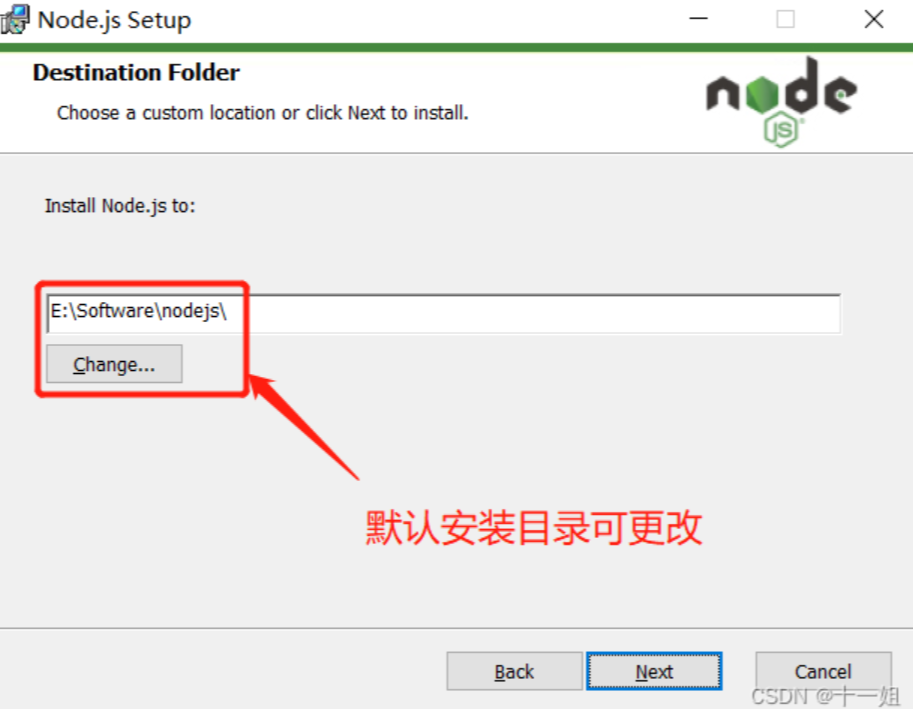 Node.js Setup
Destination Folder
Choose a custom location or click Next to install.
node
JS
Install Node.js to:
E:\Software\nodejs\
Change...
默认安装目录可更改
Back
Next
Cancel
CSDN @十一姐